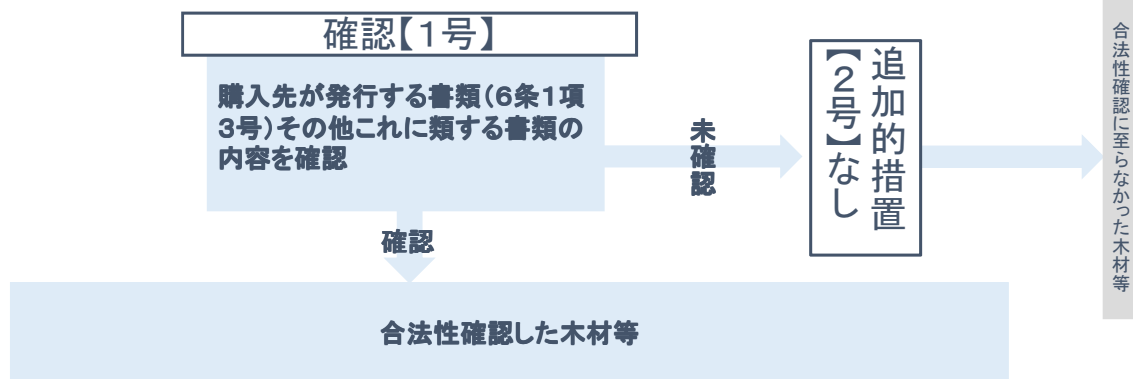 確認【１号】
購入先が発行する書類（６条１項
３号）その他これに類する書類の
内容を確認
未確認
追加的措置
【２号】なし
合法性確認に至らなかった木材等
確認
合法性確認した木材等